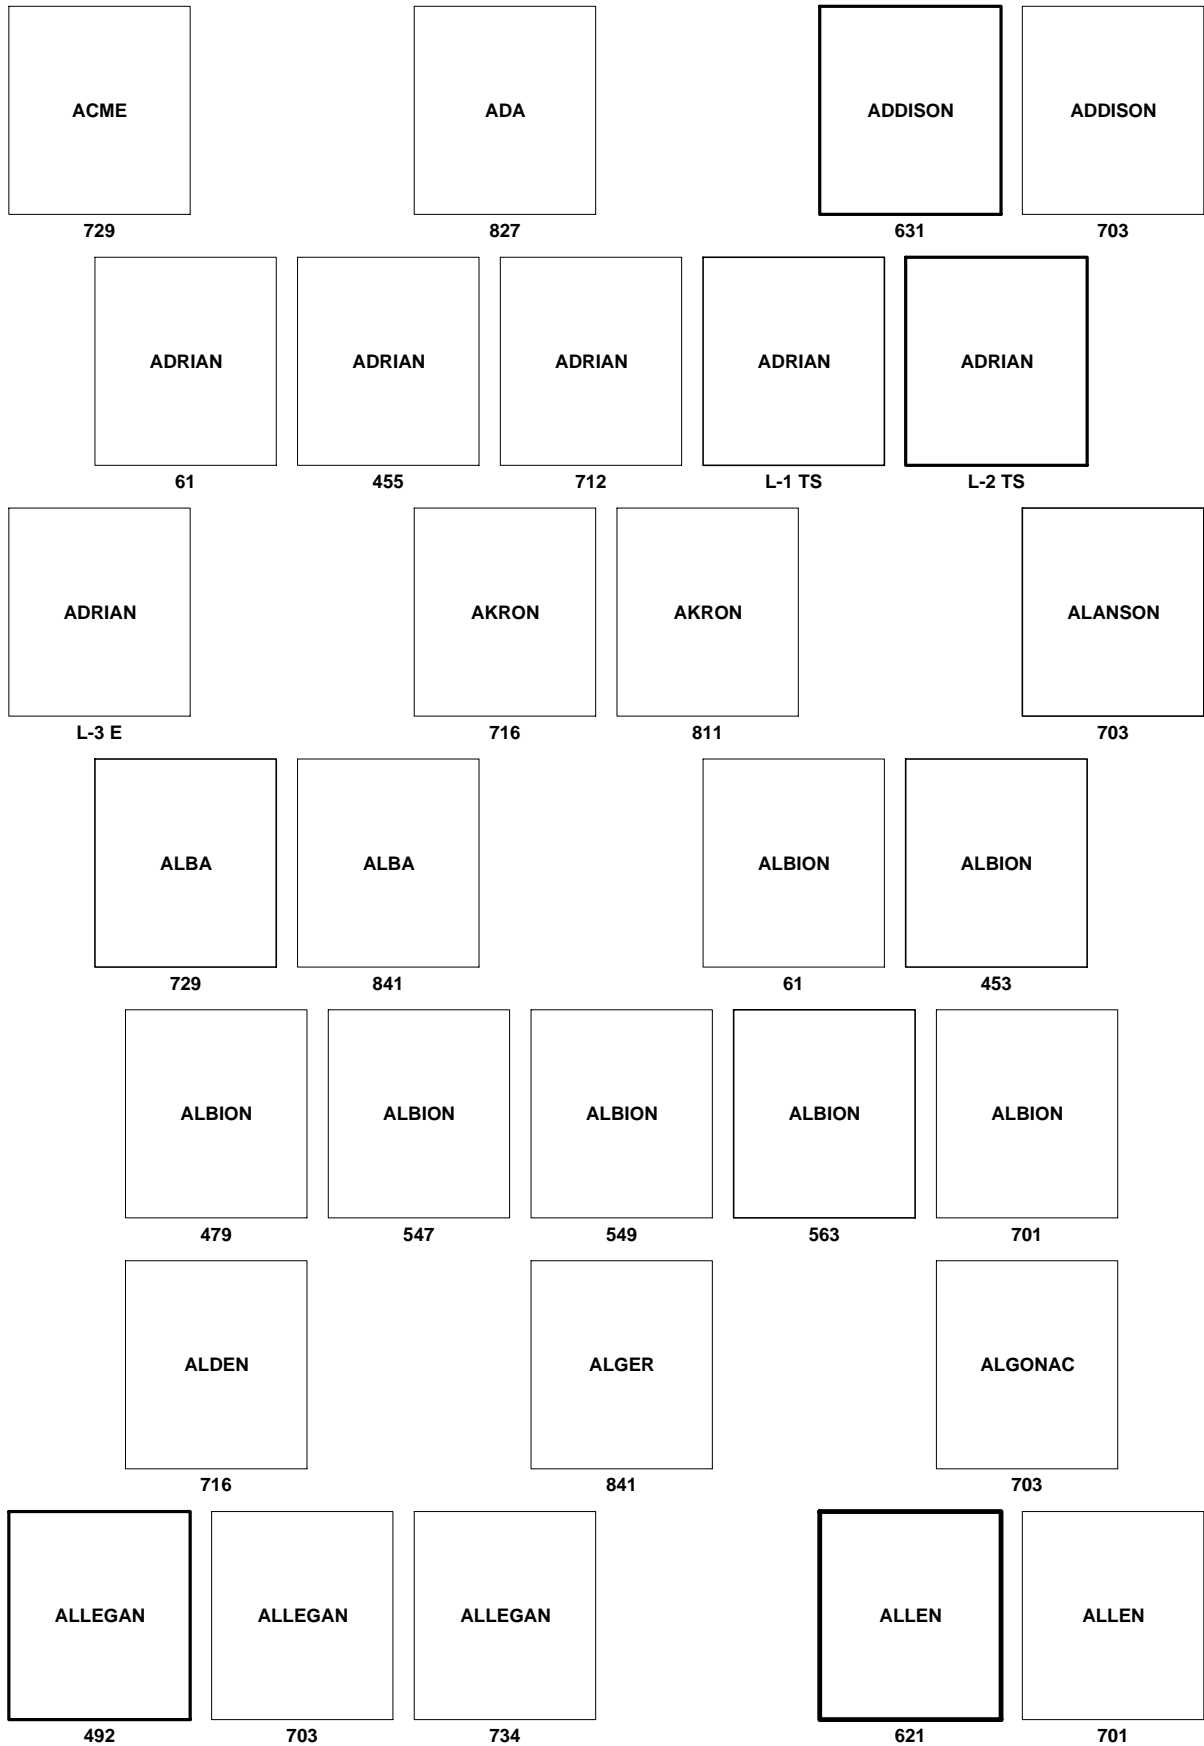 ACME ADA ADDISON ADDISON
729 827 631 703
ADRIAN ADRIAN ADRIAN ADRIAN ADRIAN
61 455 712 L-1 TS L-2 TS
ADRIAN AKRON AKRON ALANSON
L-3 E 716 811 703
ALBA ALBA ALBION ALBION
729 841 61 453
ALBION ALBION ALBION ALBION ALBION
479 547 549 563 701
ALDEN ALGER ALGONAC
716 841 703
ALLEGAN ALLEGAN ALLEGAN ALLEN ALLEN
492 703 734 621 701